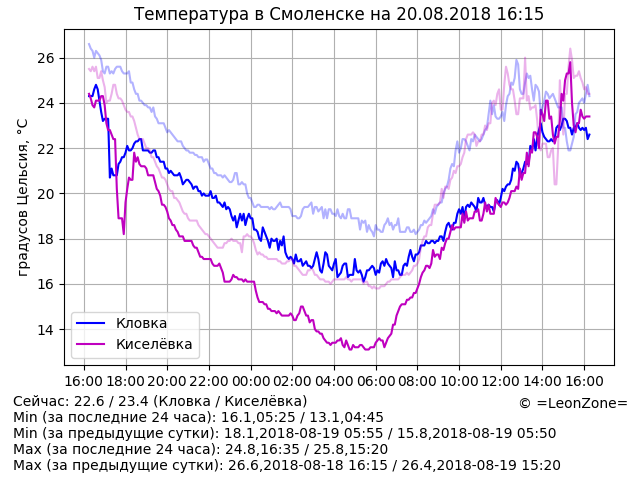 Температура в Смоленске на 20.08.2018 16:15
градусов Цельсия, °C
26
24
22
20
18
16
14
Кловка
Киселёвка
16:00 18:00 20:00 22:00 00:00 02:00 04:00 06:00 08:00 10:00 12:00 14:00 16:00
Сейчас: 22.6 / 23.4 (Кловка / Киселёвка)
© =LeonZone=
Min (за последние 24 часа): 16.1,05:25 / 13.1,04:45
Min (за предыдущие сутки): 18.1,2018-08-19 05:55 / 15.8,2018-08-19 05:50
Max (за последние 24 часа): 24.8,16:35 / 25.8,15:20
Max (за предыдущие сутки): 26.6,2018-08-18 16:15 / 26.4,2018-08-19 15:20